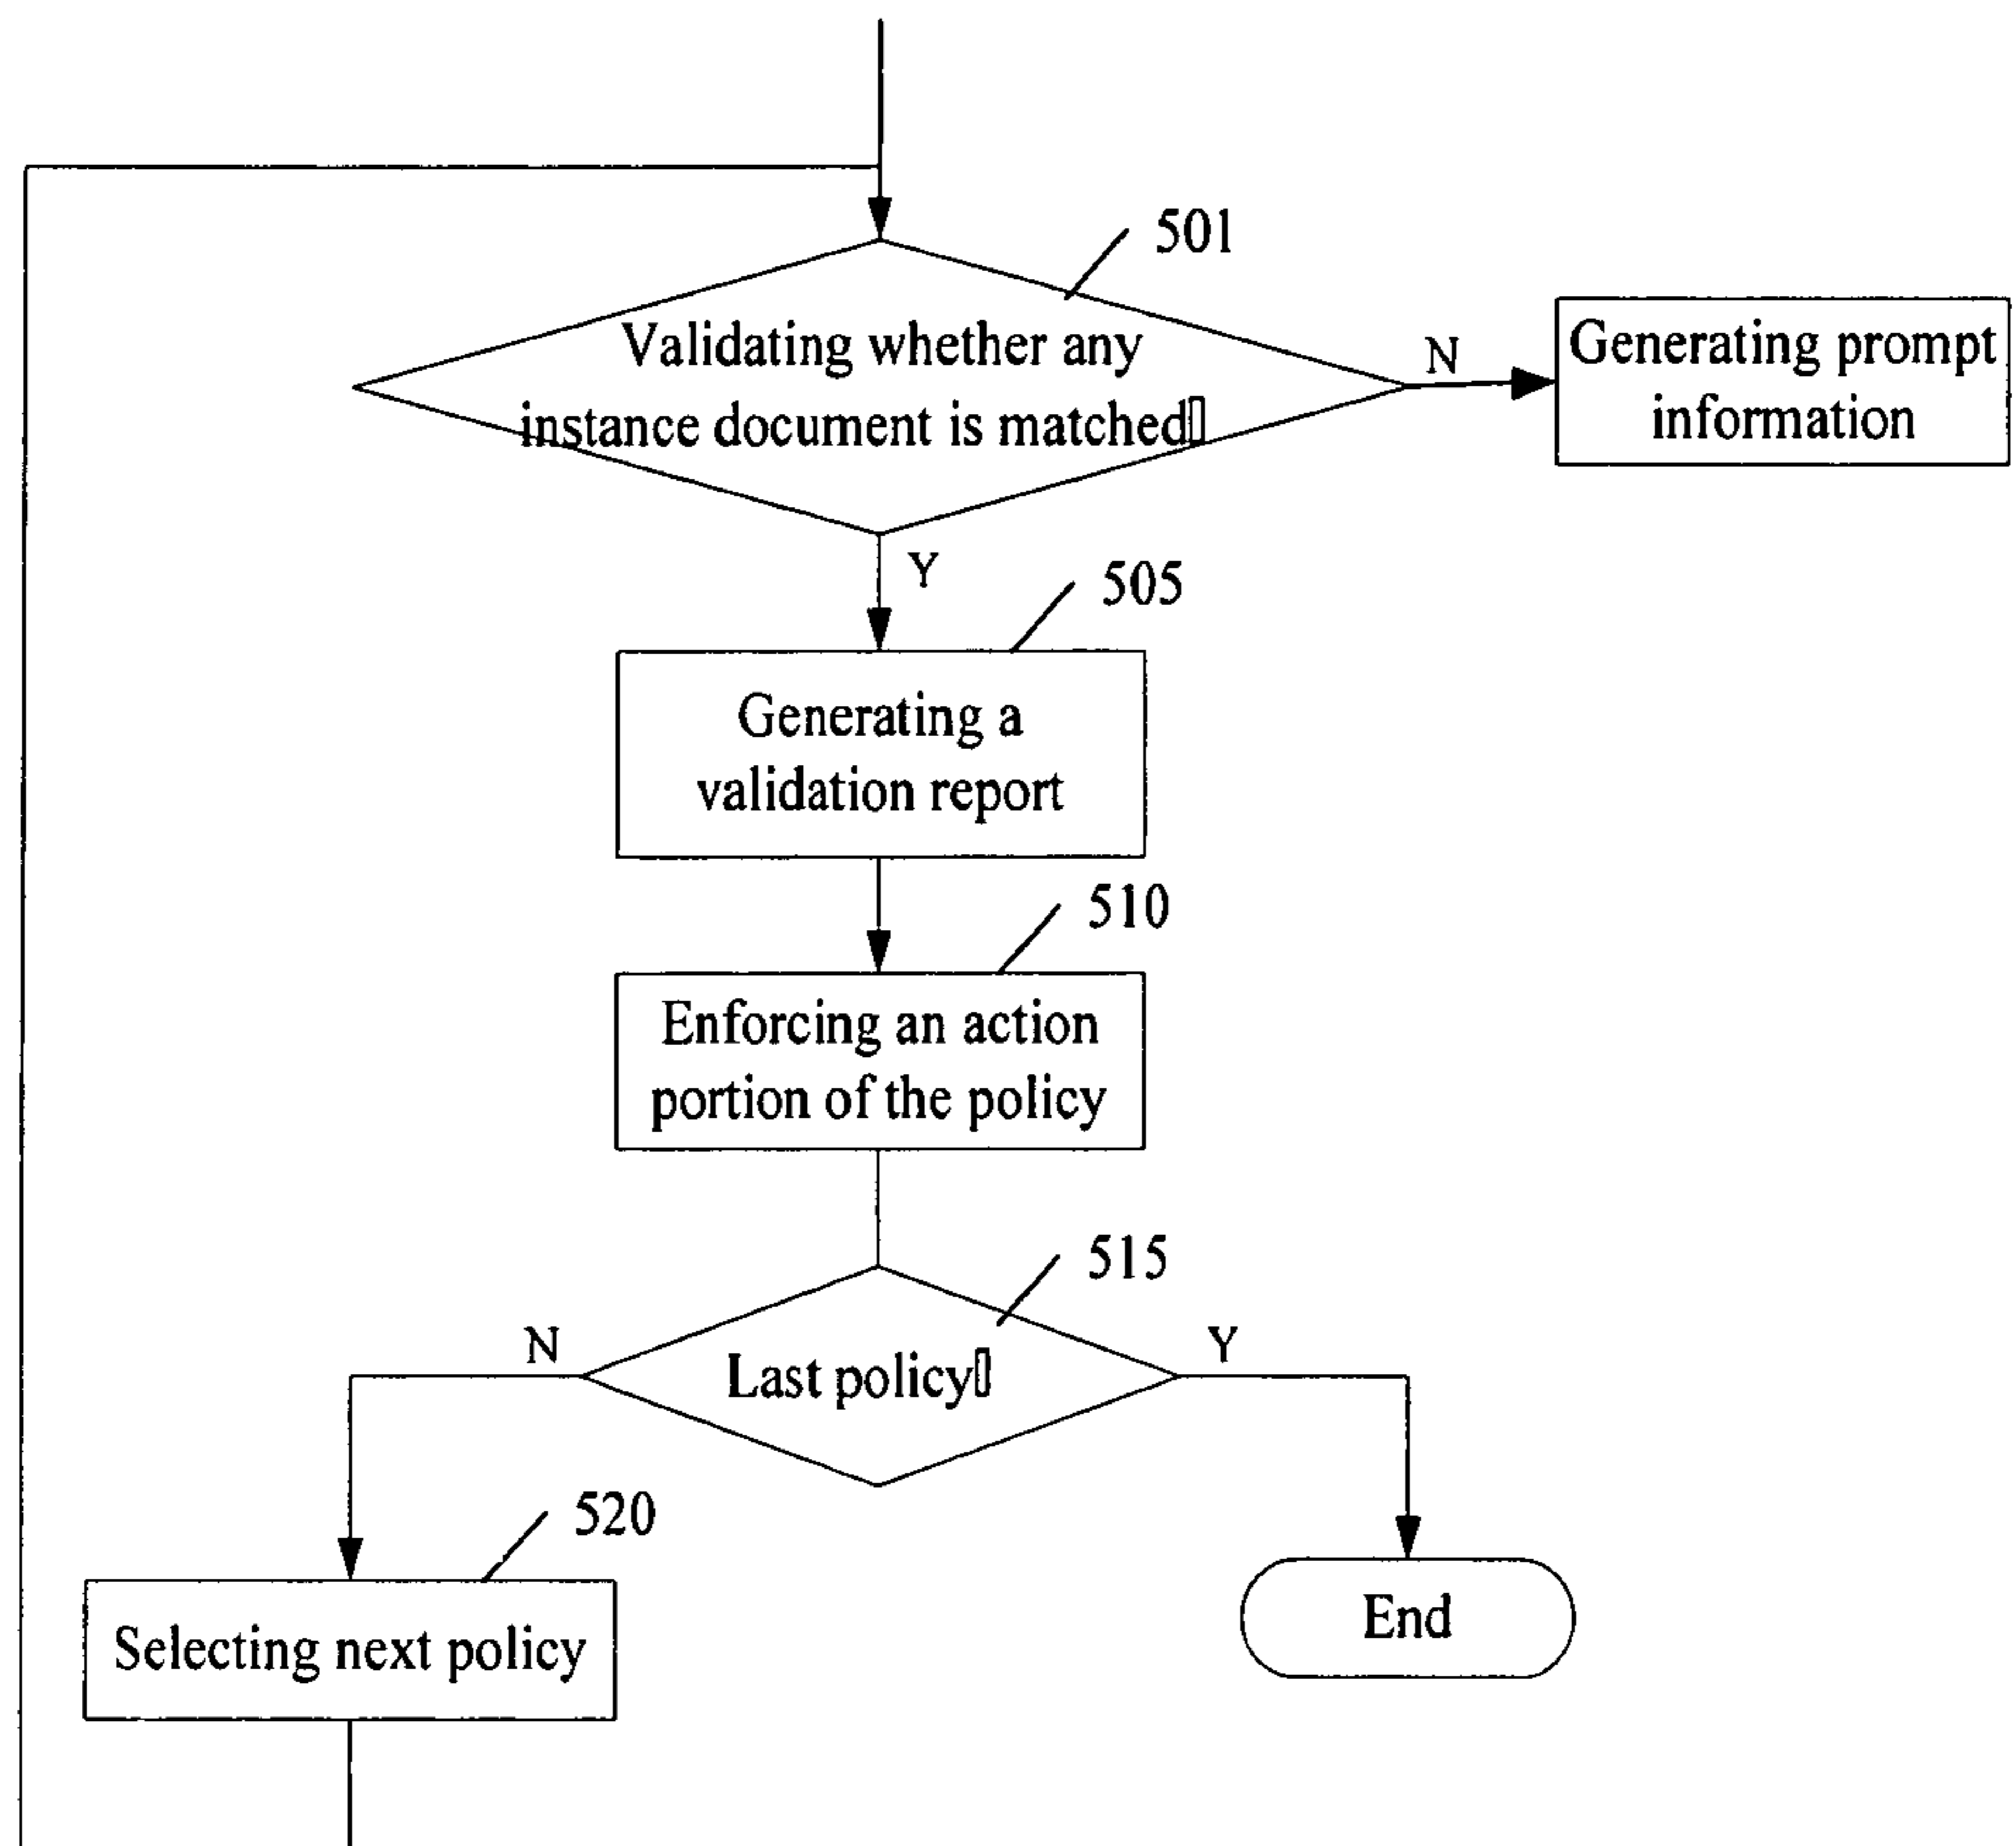 501
Validating whether any
instance document is matched▯
N
Generating prompt
information
Y
505
Generating a
validation report
510
Enforcing an action
portion of the policy
515
N
Last policy▯
Y
520
Selecting next policy
End